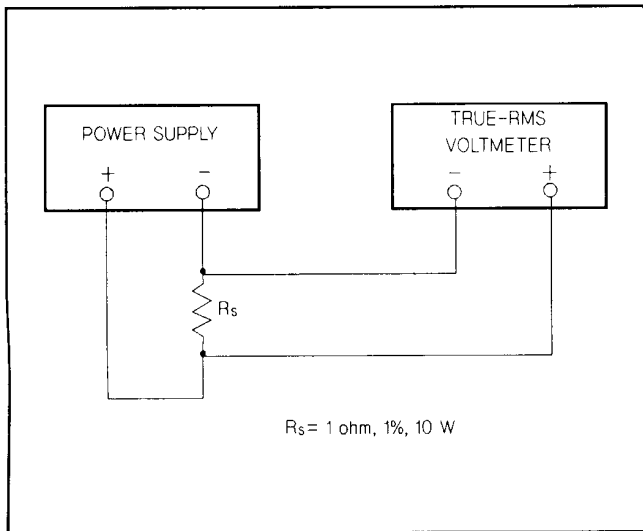 POWER SUPPLY
+ -
TRUE-RMS
VOLTMETER
- +
Rs
Rs= 1 ohm, 1%, 10 W